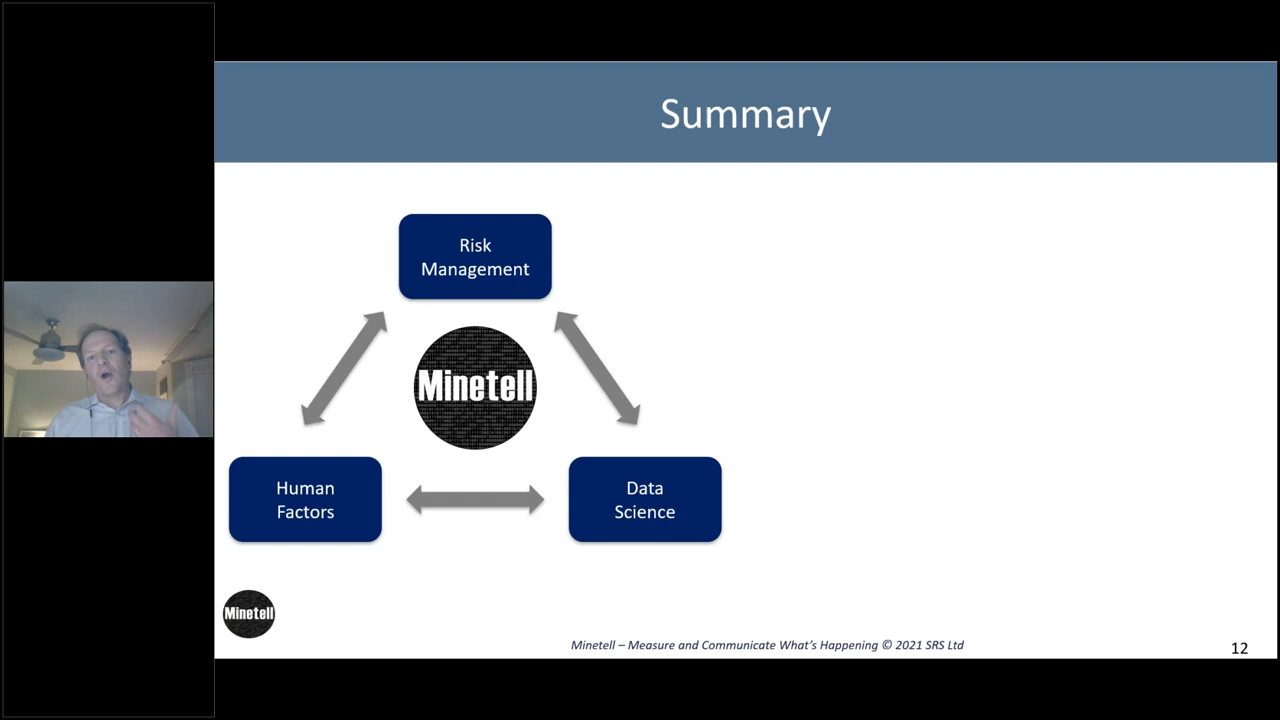 Summary
Risk
Management
Minetell
Human
Factors
Data
Science
Minetell
Minetell – Measure and Communicate What's Happening © 2021 SRS Ltd
12